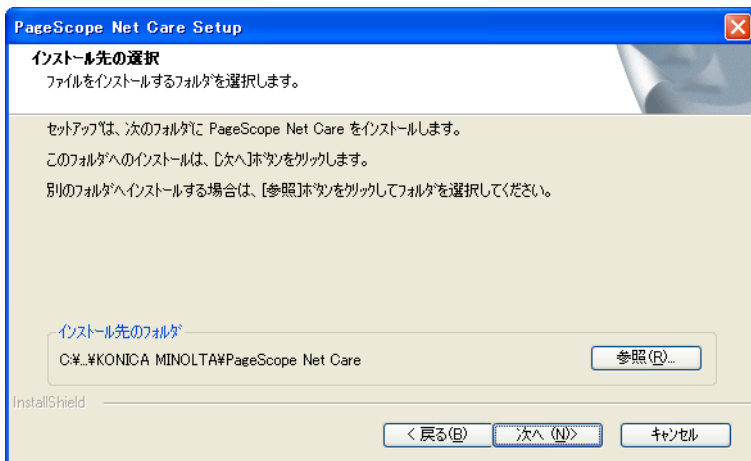 PageScope Net Care Setup
インストール先の選択
ファイルをインストールするフォルダを選択します。
セットアップは、次のフォルダに PageScope Net Care をインストールします。
このフォルダへのインストールは、[次へ]ボタンをクリックします。
別のフォルダへインストールする場合は、[参照]ボタンをクリックしてフォルダを選択してください。
インストール先のフォルダ
C:¥...¥KONICA MINOLTA¥PageScope Net Care
参照(R)...
InstallShield
< 戻る(B)
次へ (N)>
キャンセル